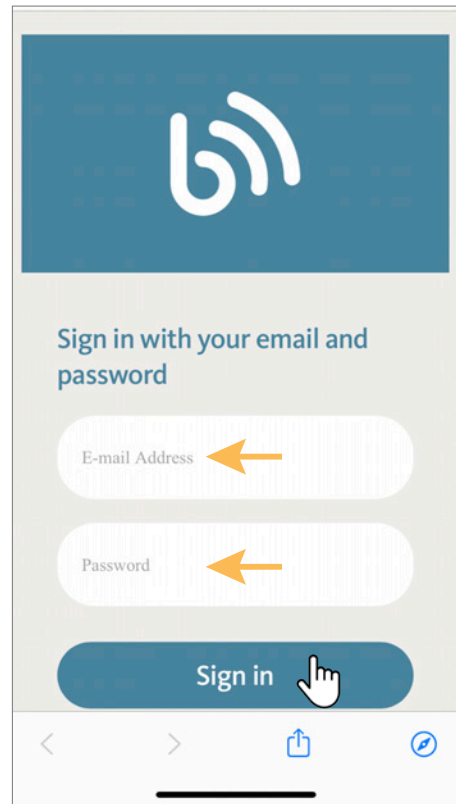 Sign in with your email and
password
E-mail Address
Password
Sign in